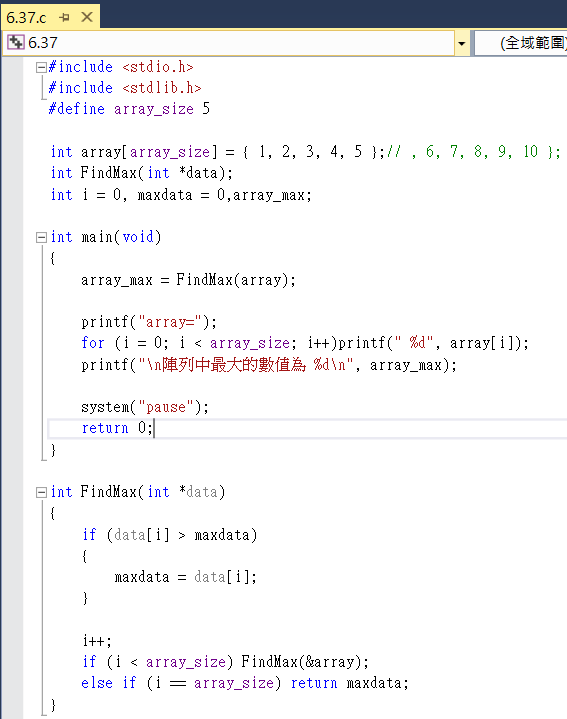 6.37.c
6.37 (全域範圍)
#include <stdio.h>
#include <stdlib.h>
#define array_size 5
int array[array_size] = { 1, 2, 3, 4, 5 };// , 6, 7, 8, 9, 10 };
int FindMax(int *data);
int i = 0, maxdata = 0,array_max;
int main(void)
{
array_max = FindMax(array);
printf("array=");
for (i = 0; i < array_size; i++)printf(" %d", array[i]);
printf("\n陣列中最大的數值為 %d\n", array_max);
system("pause");
return 0;
}
int FindMax(int *data)
{
if (data[i] > maxdata)
{
maxdata = data[i];
}
i++;
if (i < array_size) FindMax(&array);
else if (i == array_size) return maxdata;
}